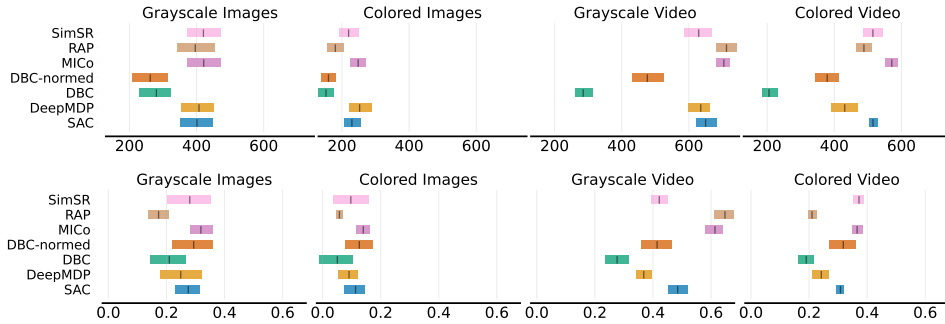 Grayscale Images Colored Images Grayscale Video Colored Video
SimSR
RAP
MICo
DBC-normed
DBC
DeepMDP
SAC
200 400 600 200 400 600 200 400 600 200 400 600
Grayscale Images Colored Images Grayscale Video Colored Video
SimSR
RAP
MICo
DBC-normed
DBC
DeepMDP
SAC
0.0 0.2 0.4 0.6 0.0 0.2 0.4 0.6 0.0 0.2 0.4 0.6 0.0 0.2 0.4 0.6